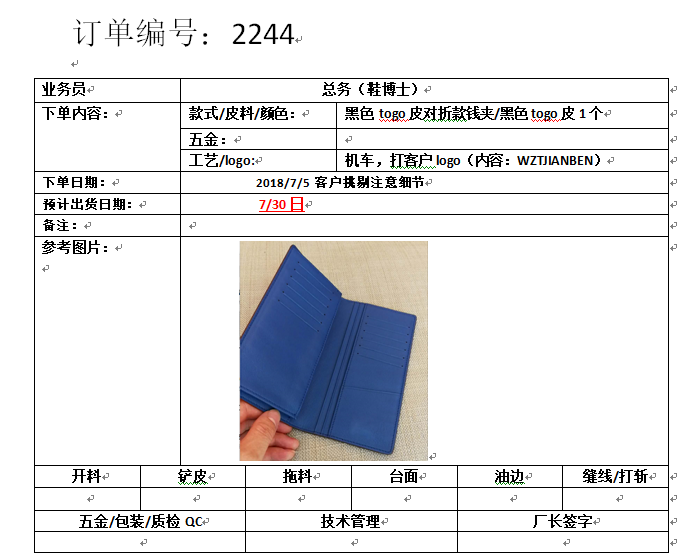 订单编号：2244
业务员 总务（鞋博士）
下单内容： 款式/皮料/颜色： 黑色 togo 皮对折款钱夹/黑色 togo 皮 1 个
五金：
工艺/logo: 机车，打客户 logo（内容：WZTJIANBEN）
下单日期： 2018/7/5 客户挑剔注意细节
预计出货日期： 7/30 日
备注：
参考图片：
开料 铲皮 拖料 台面 油边 缝线/打斩
五金/包装/质检 QC 技术管理 厂长签字